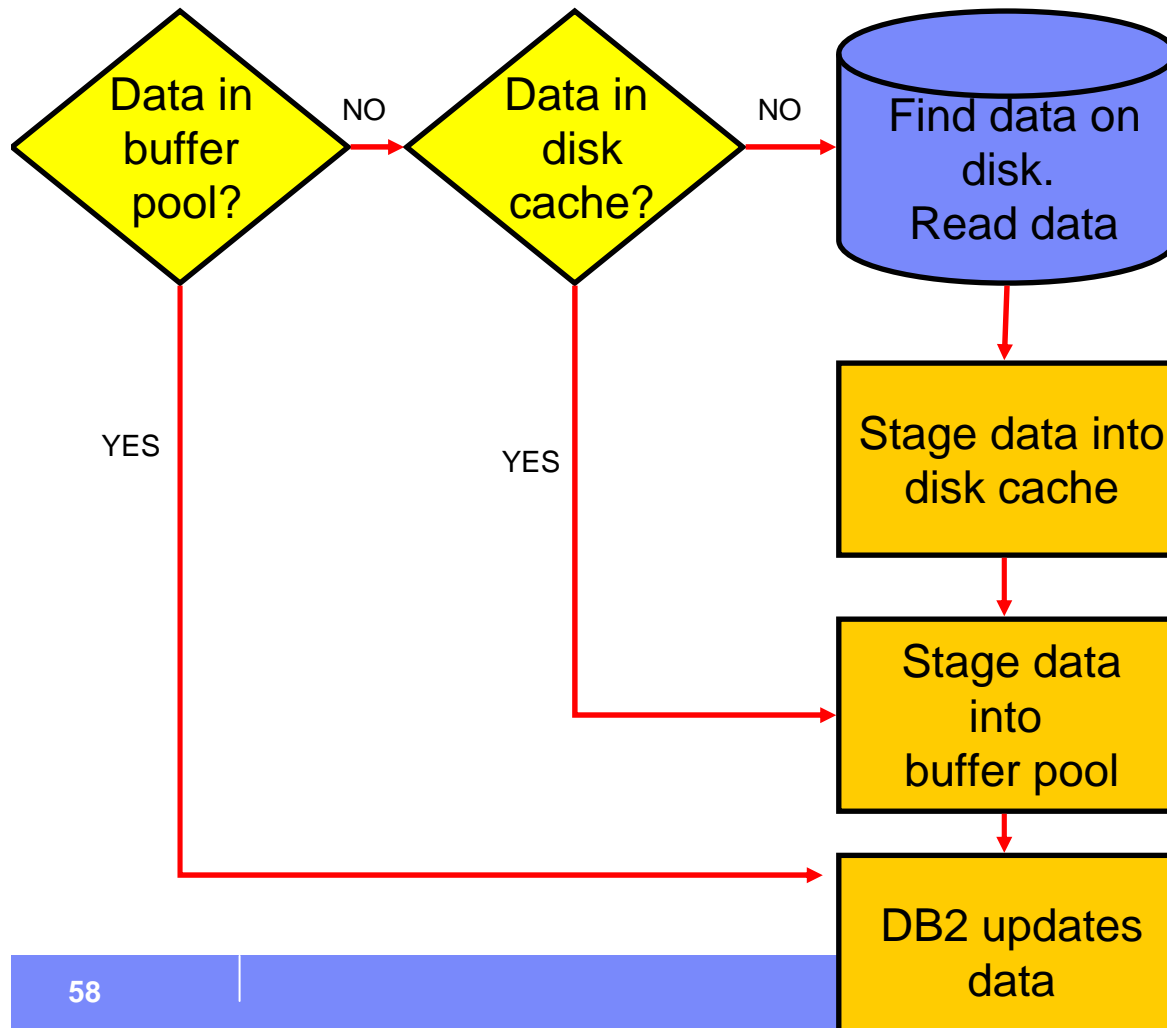 Data in
buffer
pool?
NO
Data in
disk
cache?
NO
Find data on
disk.
Read data
YES
YES
Stage data into
disk cache
Stage data
into
buffer pool
DB2 updates
data
58